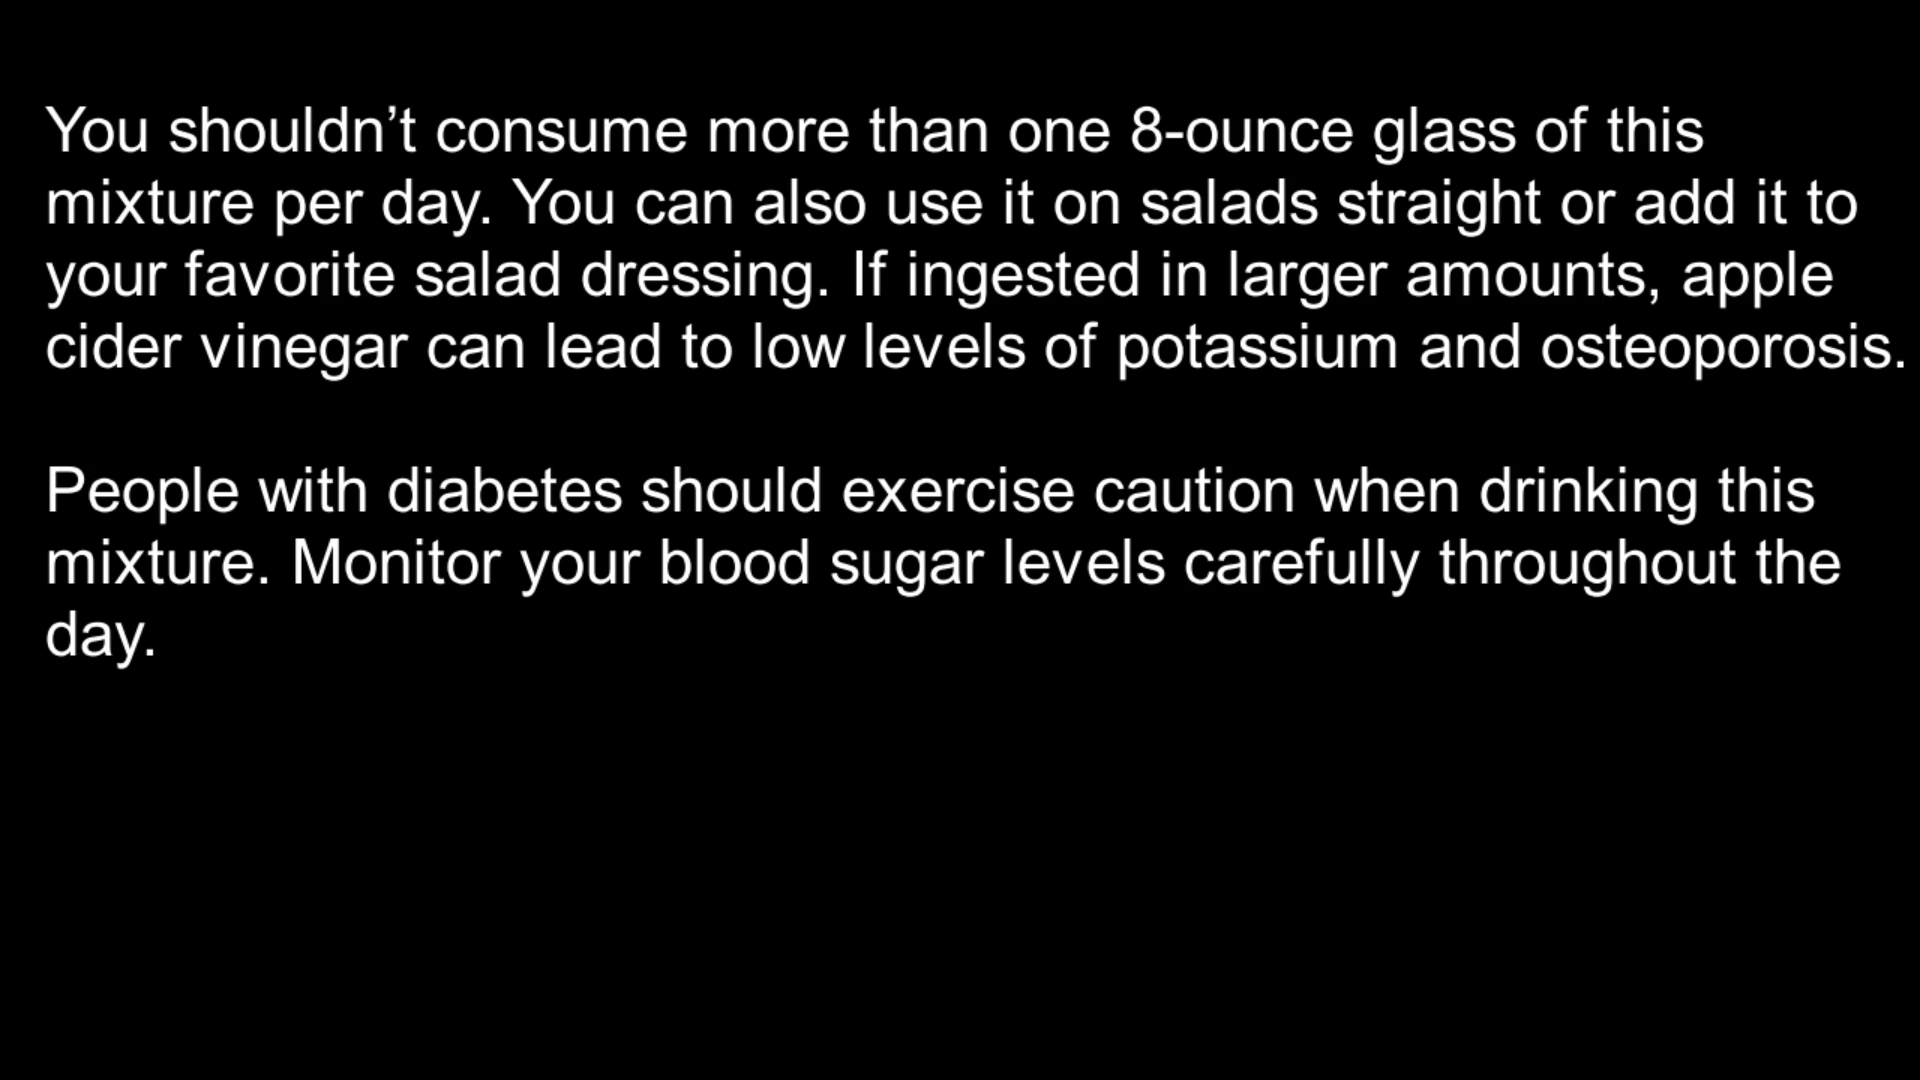 You shouldn’t consume more than one 8-ounce glass of this
mixture per day. You can also use it on salads straight or add it to
your favorite salad dressing. If ingested in larger amounts, apple
cider vinegar can lead to low levels of potassium and osteoporosis.
People with diabetes should exercise caution when drinking this
mixture. Monitor your blood sugar levels carefully throughout the
day.